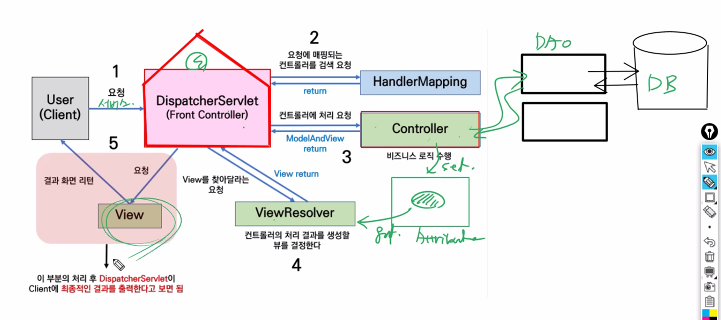 2
요청에 매핑되는
컨트롤러를 검색 요청
return
HandlerMapping
DAO
DB
1
요청
서비스.
User
(Client)
DispatcherServlet
(Front Controller)
컨트롤러에 처리 요청
ModelAndView
return
3
Controller
비즈니스 로직 수행
set.
5
결과 화면 리턴
요청
View
View를 찾아달라는
요청
View return
ViewResolver
컨트롤러의 처리 결과를 생성할
뷰를 결정한다
4
get.
Attribute
이 부분의 처리 후 DispatcherServlet이
Client에 최종적인 결과를 출력한다고 보면 됨